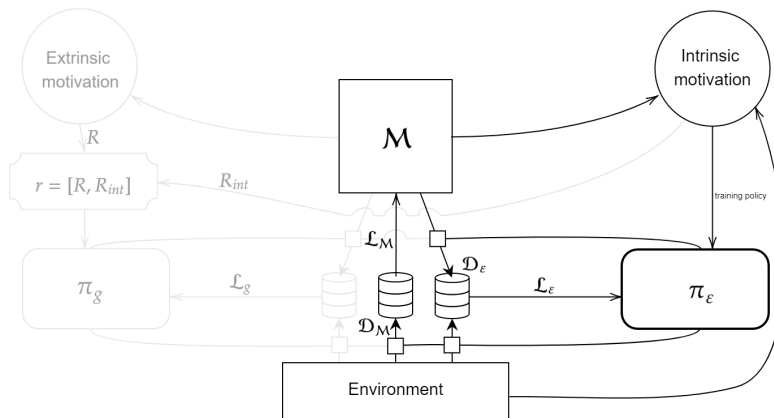 Extrinsic
motivation
Intrinsic
motivation
M
R
r = [R, R_int]
R_int
training policy
𝔏_M
𝔇_ε
π_g
𝔏_g
𝔏_ε
π_ε
𝔇_M
Environment